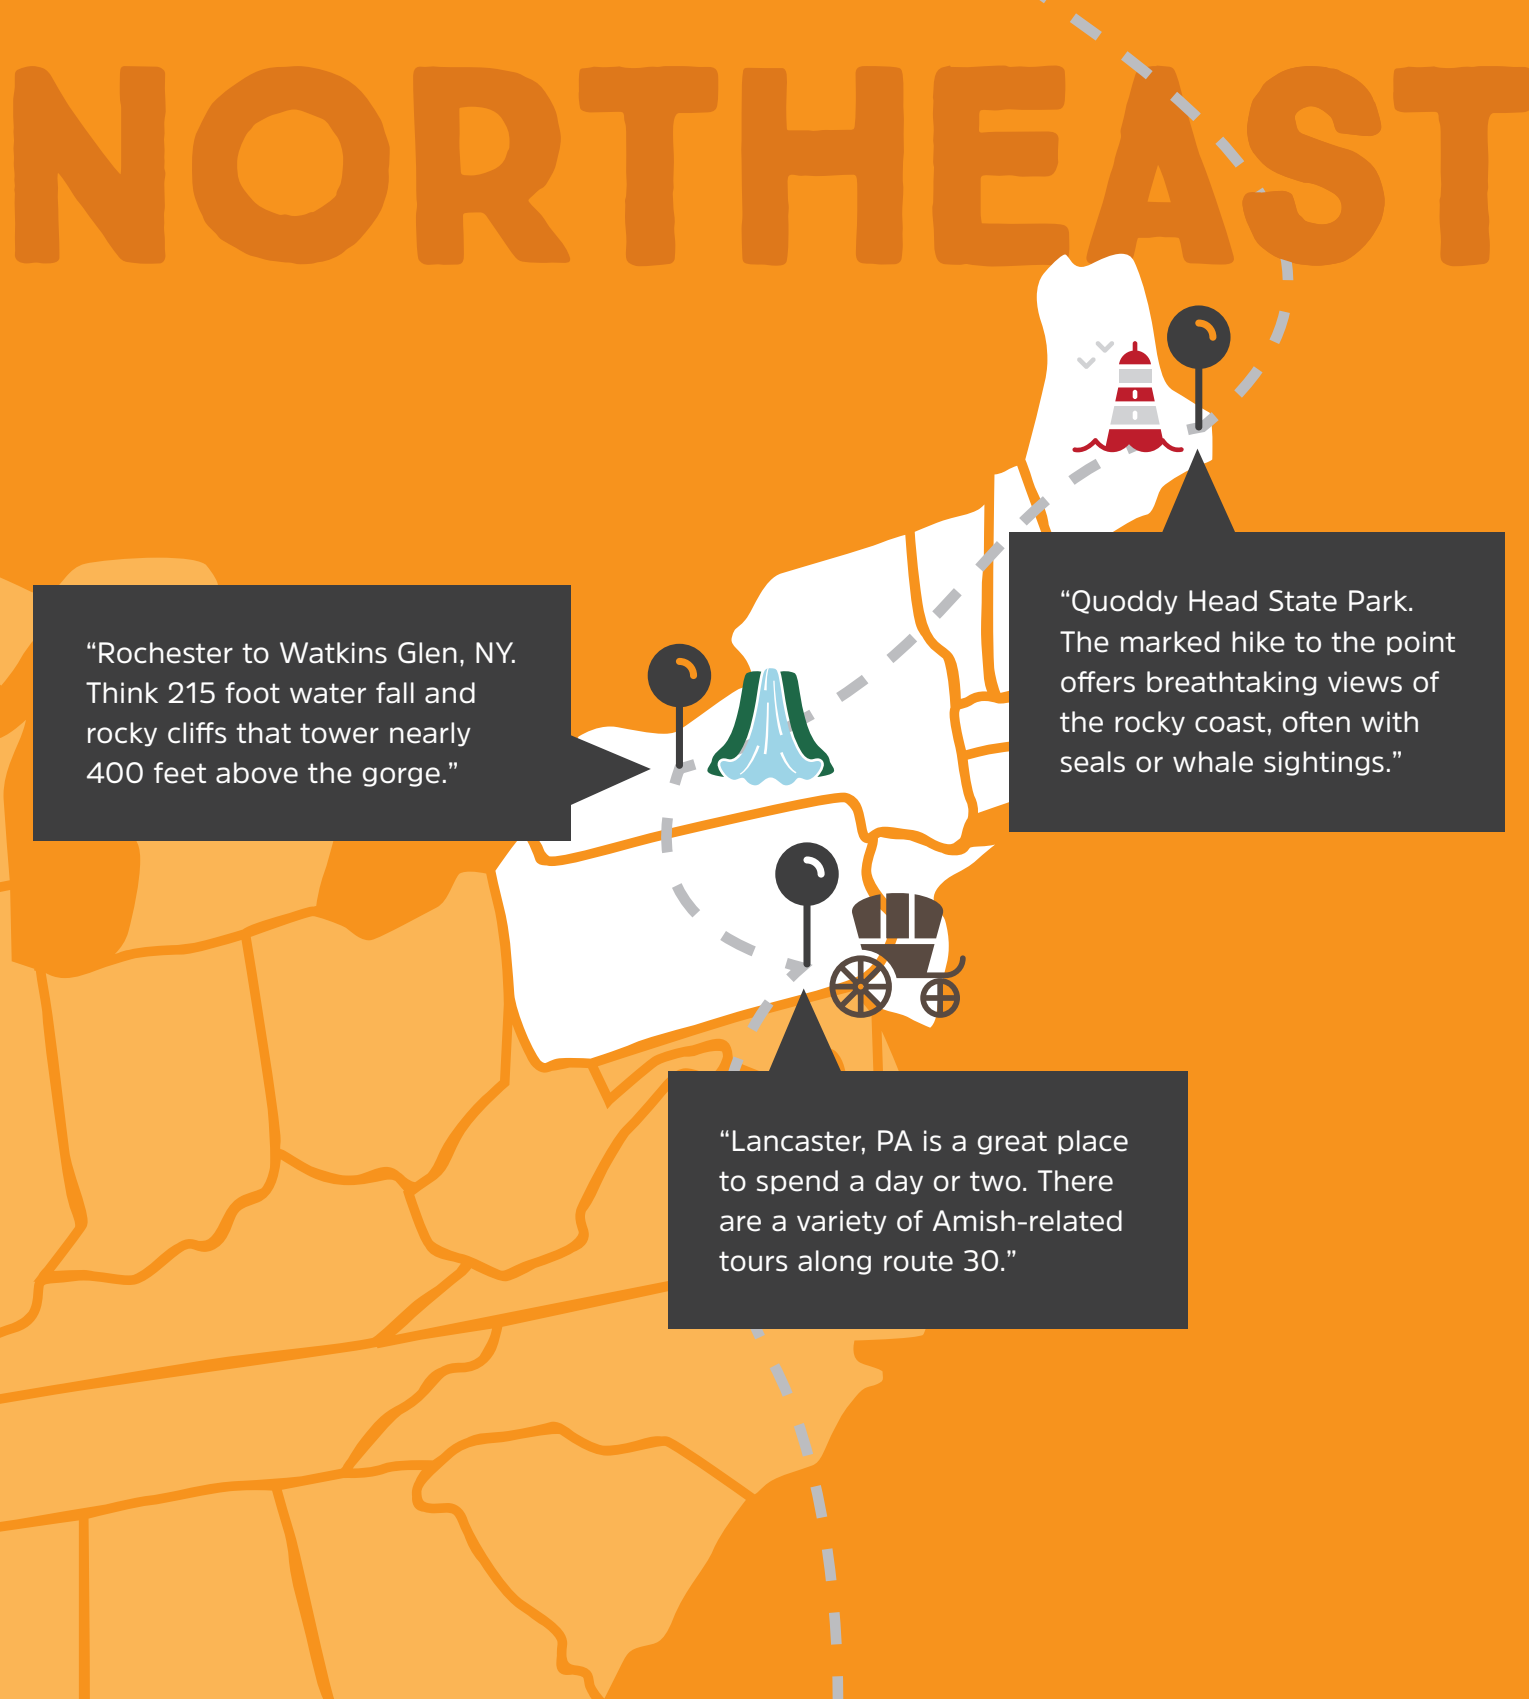 NORTHEAST
“Quoddy Head State Park.
The marked hike to the point
offers breathtaking views of
the rocky coast, often with
seals or whale sightings.”
“Rochester to Watkins Glen, NY.
Think 215 foot water fall and
rocky cliffs that tower nearly
400 feet above the gorge.”
“Lancaster, PA is a great place
to spend a day or two. There
are a variety of Amish-related
tours along route 30.”